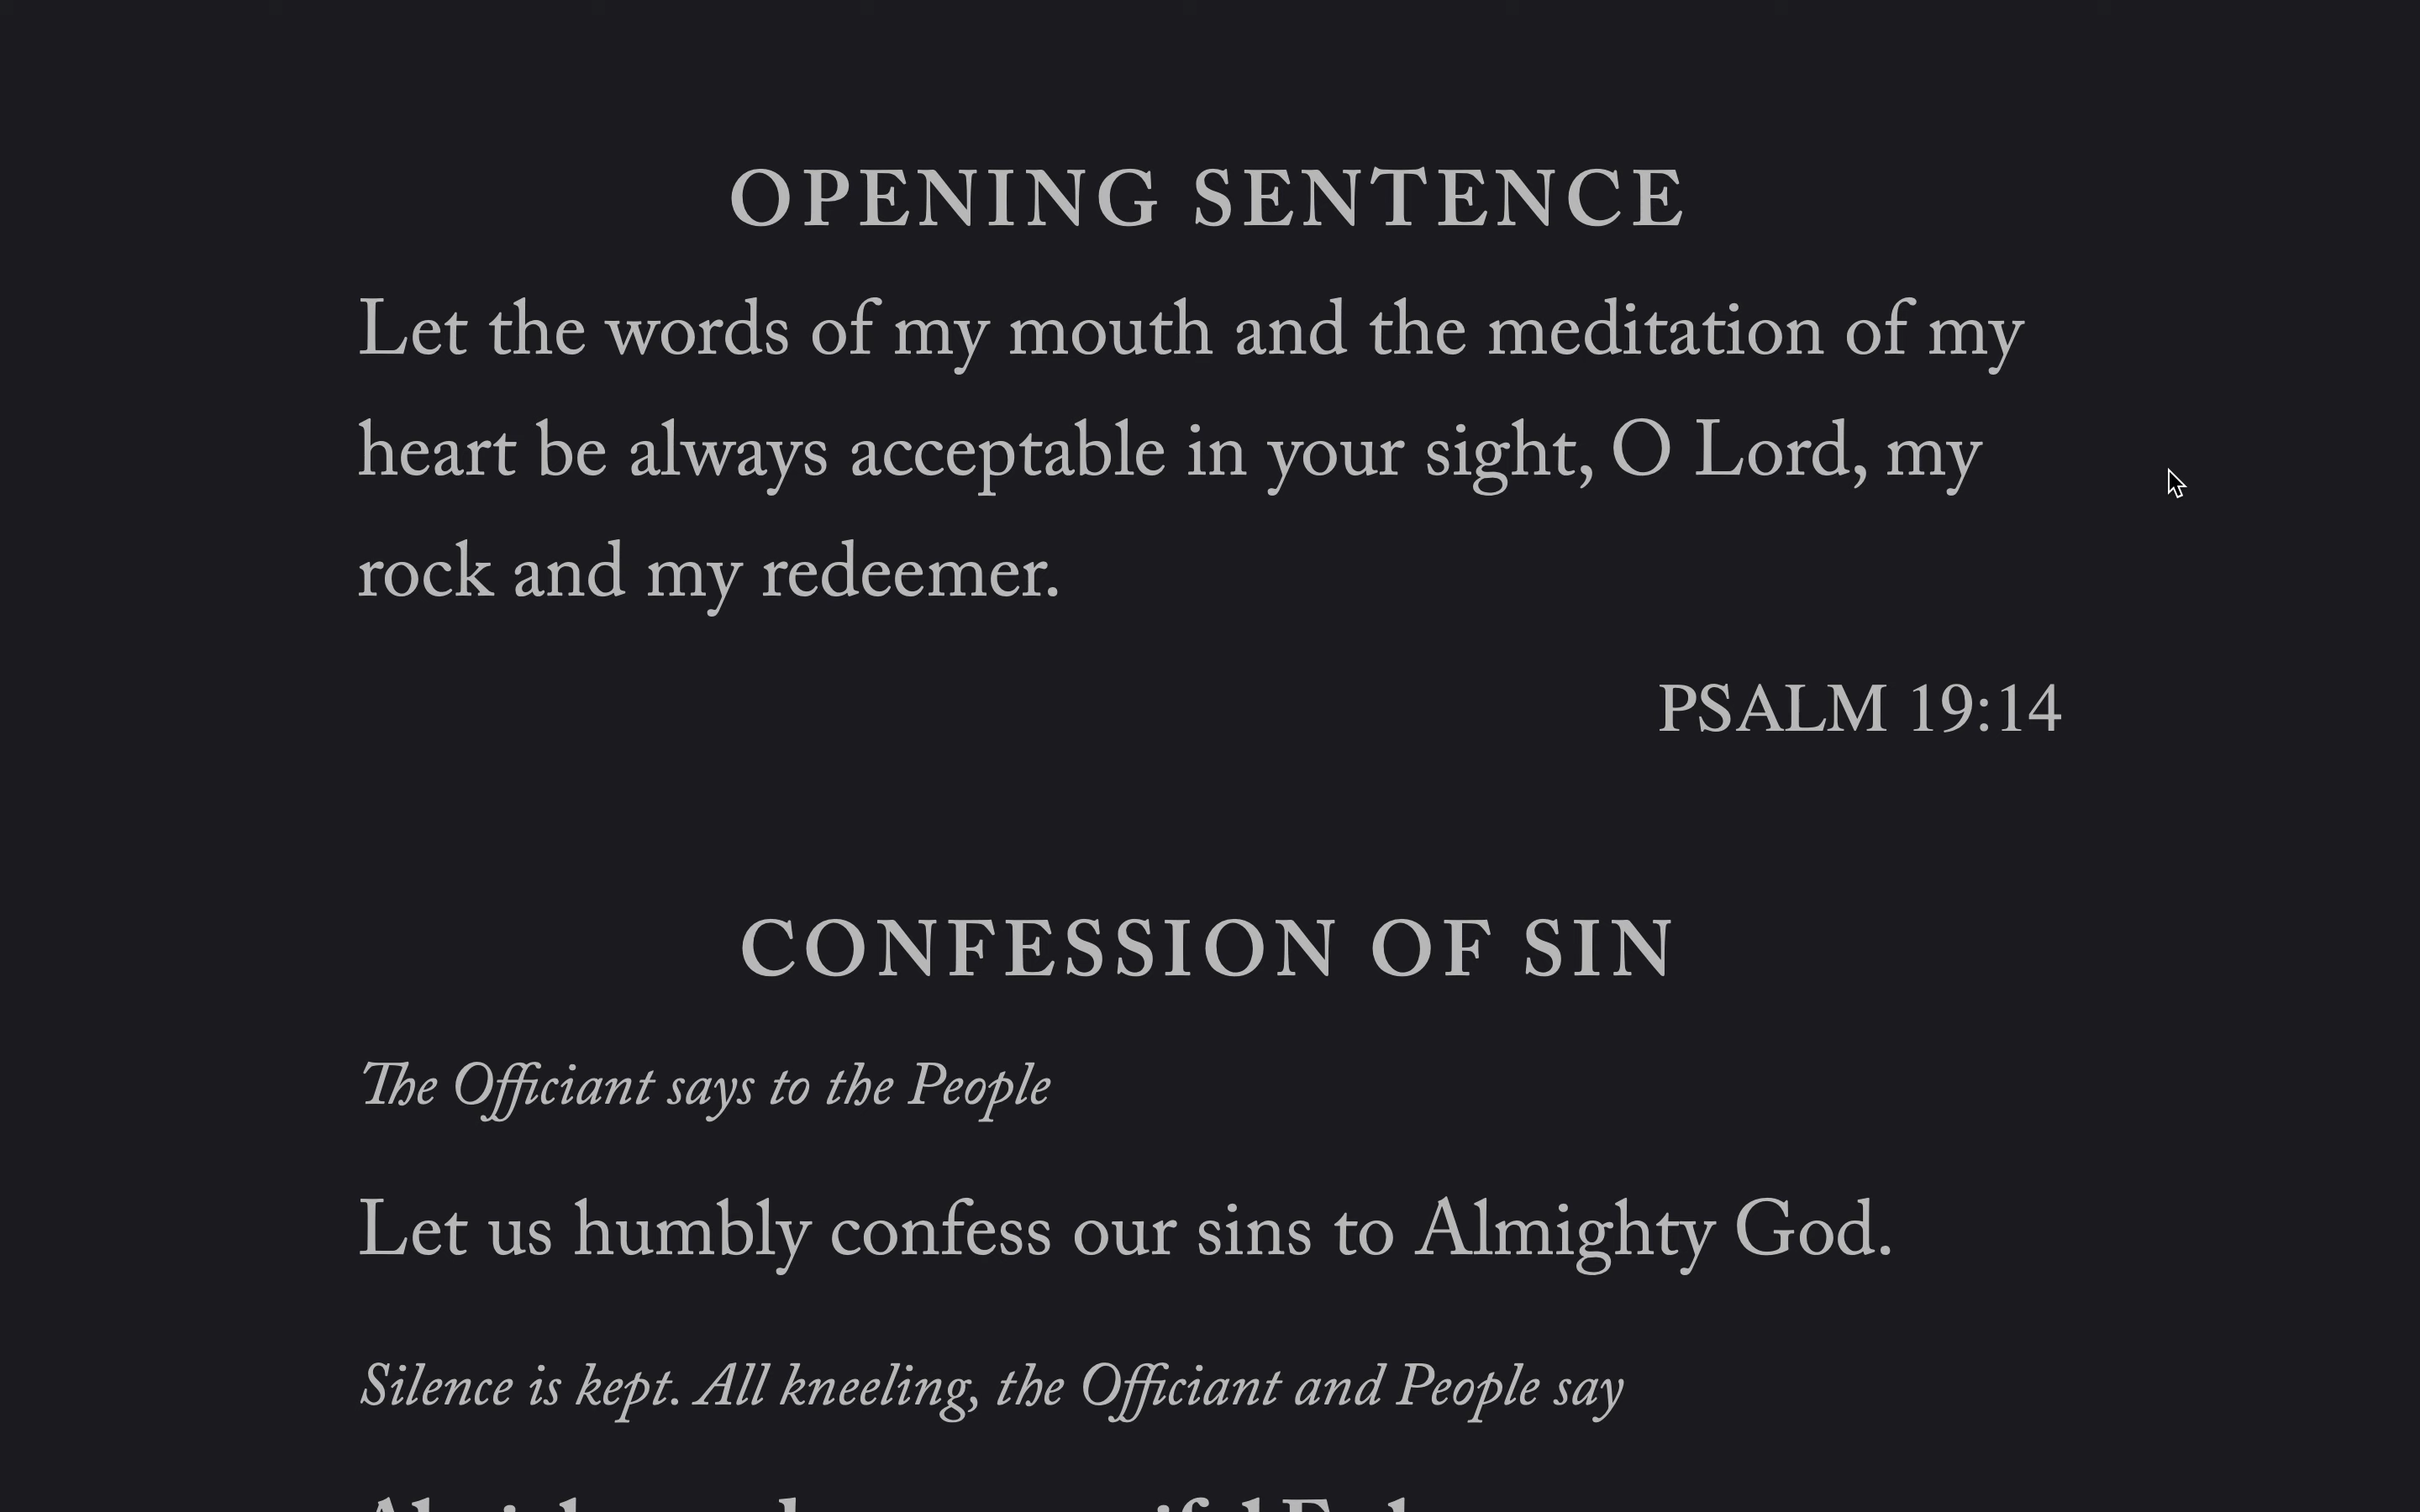 OPENING SENTENCE
Let the words of my mouth and the meditation of my
heart be always acceptable in your sight, O Lord, my
rock and my redeemer.
PSALM 19:14
CONFESSION OF SIN
The Officiant says to the People
Let us humbly confess our sins to Almighty God.
Silence is kept. All kneeling, the Officiant and People say